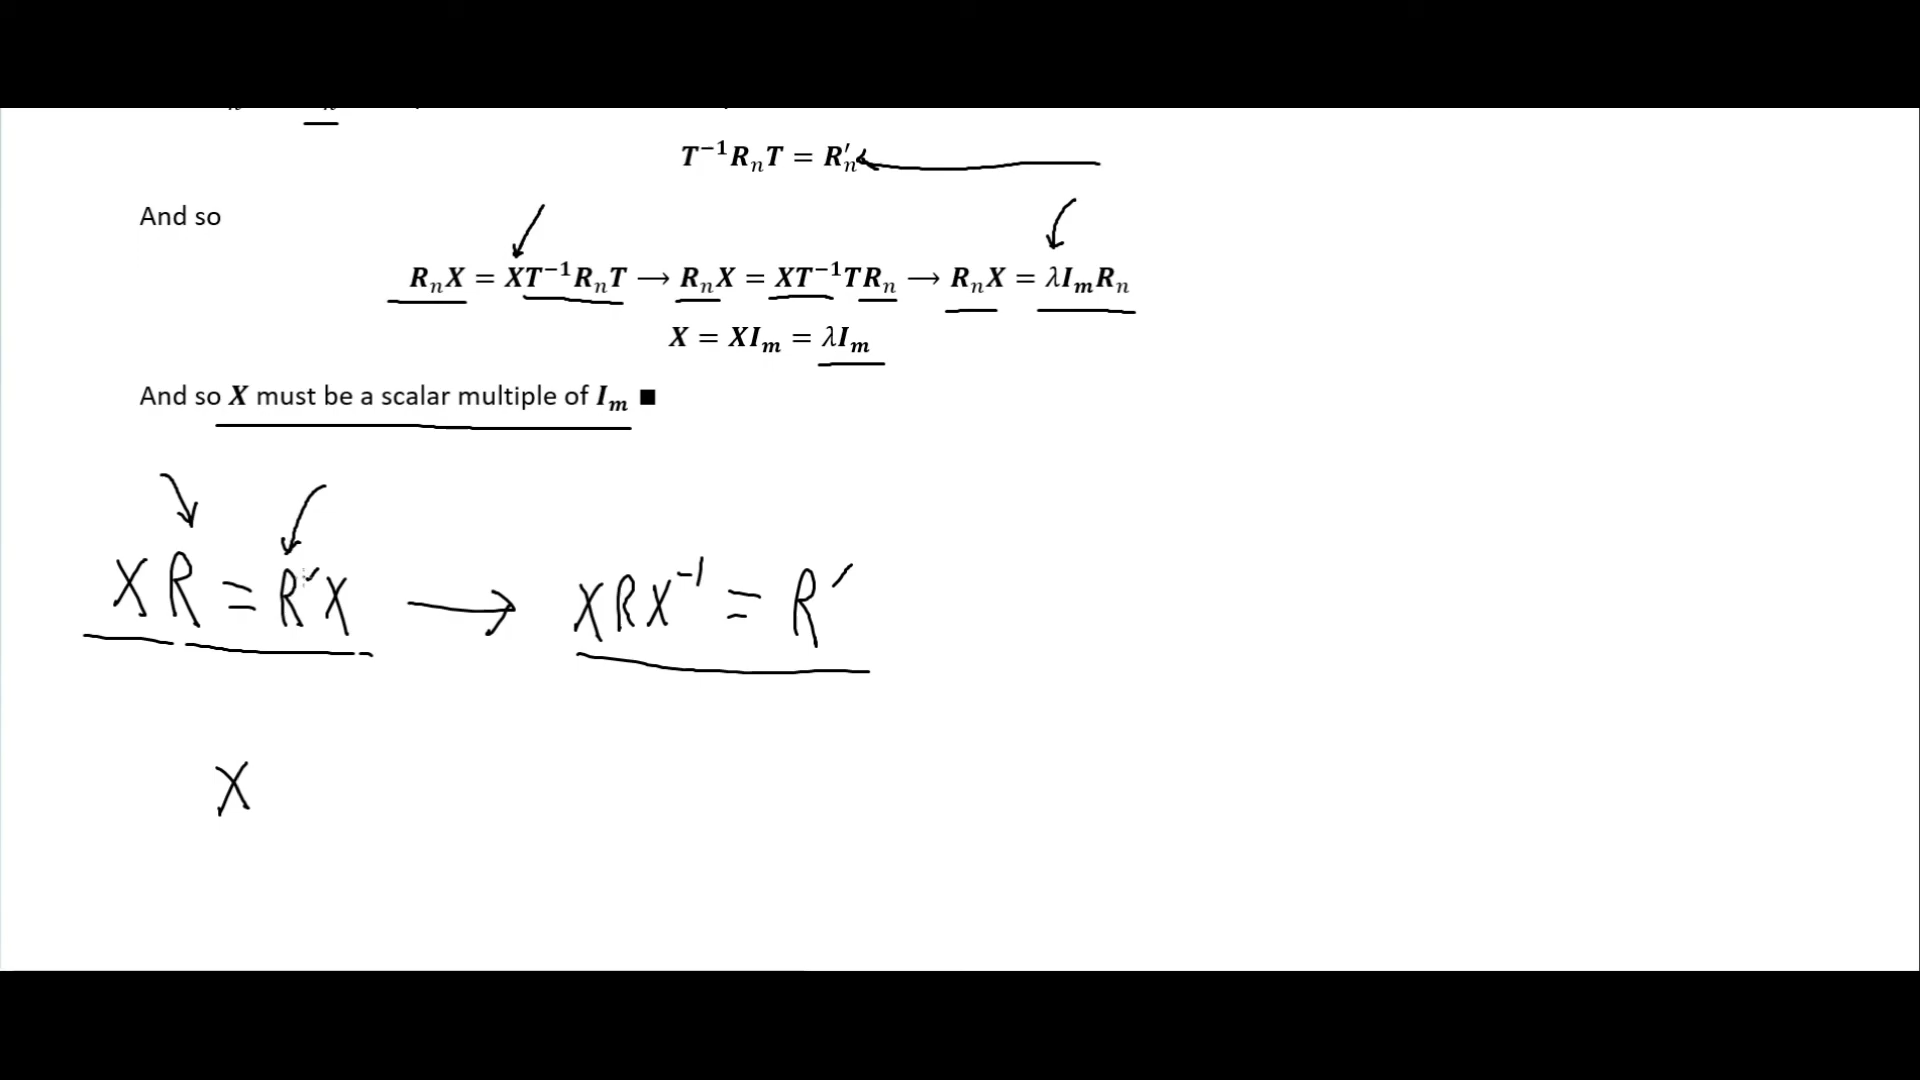 T⁻¹RₙT = R′ₙ
And so
RₙX = XT⁻¹RₙT → RₙX = XT⁻¹TRₙ → RₙX = λIₘRₙ
X = XIₘ = λIₘ
And so X must be a scalar multiple of Iₘ ■
XR = R′X → XRX⁻¹ = R′
X